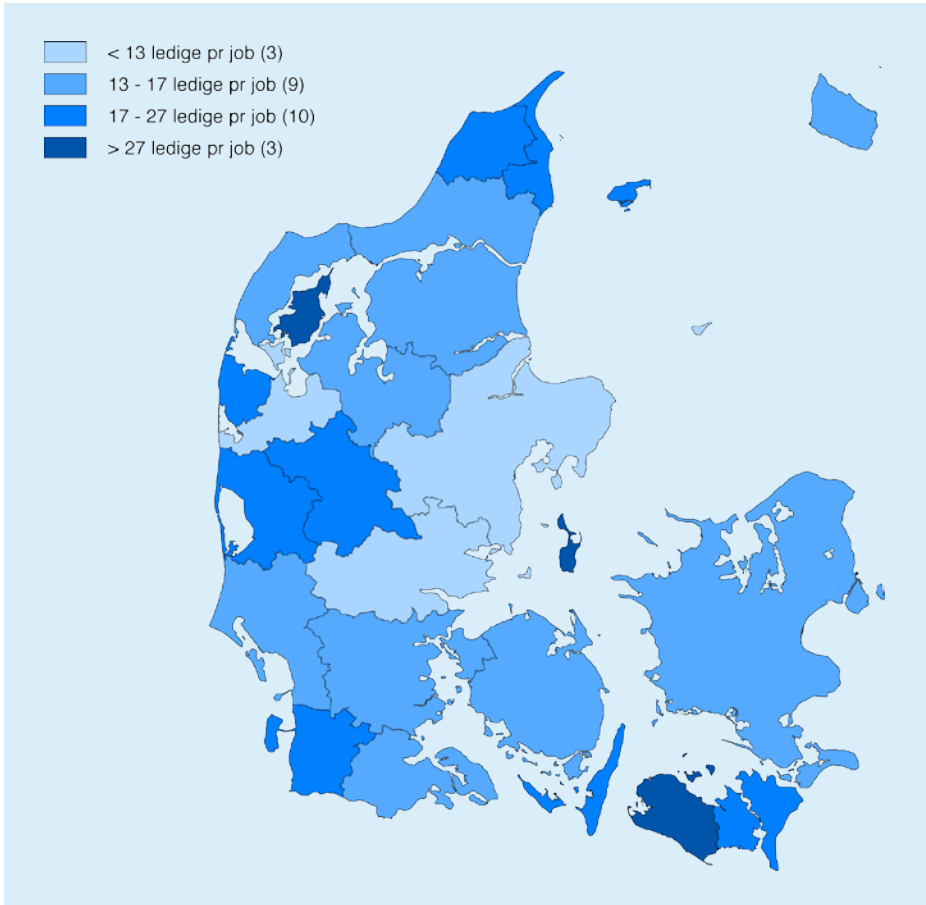 < 13 ledige pr job (3)
13 - 17 ledige pr job (9)
17 - 27 ledige pr job (10)
> 27 ledige pr job (3)